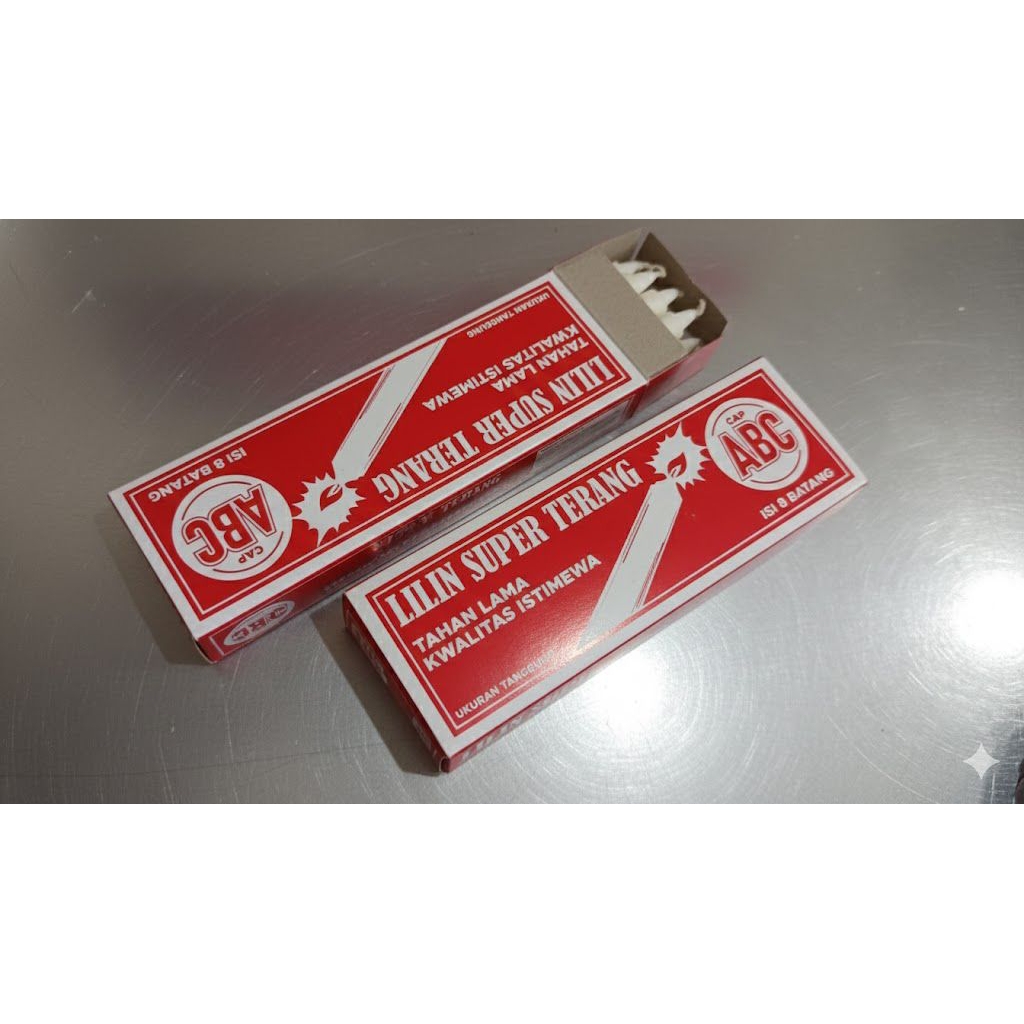 LILIN SUPER TERANG
TAHAN LAMA
KWALITAS ISTIMEWA
UKURAN TANGGUNG
ISI 8 BATANG
CAP
ABC
LILIN SUPER TERANG
TAHAN LAMA
KWALITAS ISTIMEWA
CAP
ABC
ISI 8 BATANG